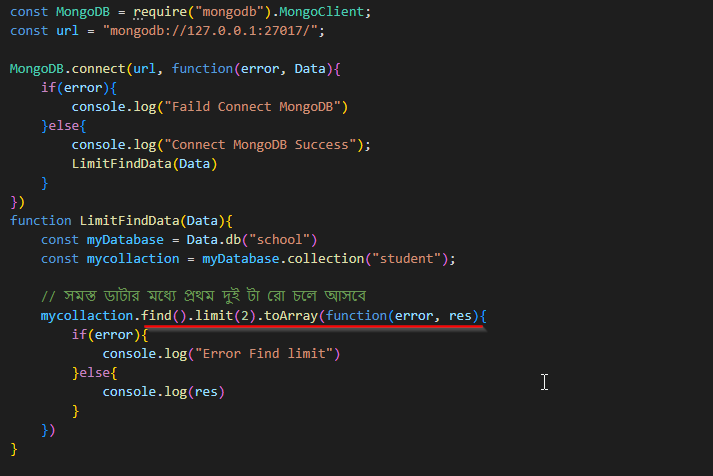 const MongoDB = require("mongodb").MongoClient;
const url = "mongodb://127.0.0.1:27017/";
MongoDB.connect(url, function(error, Data){
    if(error){
        console.log("Faild Connect MongoDB")
    }else{
        console.log("Connect MongoDB Success");
        LimitFindData(Data)
    }
})
function LimitFindData(Data){
    const myDatabase = Data.db("school")
    const mycollaction = myDatabase.collection("student");
    // সমস্ত ডাটার মধ্যে প্রথম দুই টা রো চলে আসবে
    mycollaction.find().limit(2).toArray(function(error, res){
        if(error){
            console.log("Error Find limit")
        }else{
            console.log(res)
        }
    })
}